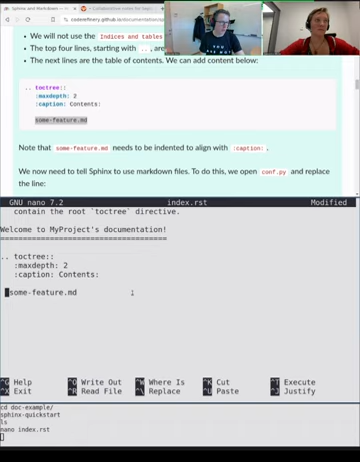 Sphinx and Markdown
coderefinery.github.io/documentation/
We will not use the Indices and tables
The top four lines, starting with .., are
The next lines are the table of contents. We can add content below:
.. toctree::
:maxdepth: 2
:caption: Contents:
some-feature.md
Note that some-feature.md needs to be indented to align with :caption: .
We now need to tell Sphinx to use markdown files. To do this, we open conf.py and replace
the line:
GNU nano 7.2 index.rst Modified
contain the root `toctree` directive.
Welcome to MyProject's documentation!
=====================================
.. toctree::
:maxdepth: 2
:caption: Contents:
some-feature.md
^G Help ^O Write Out ^W Where Is ^K Cut ^T Execute
^X Exit ^R Read File ^\ Replace ^U Paste ^J Justify
cd doc-example/
sphinx-quickstart
ls
nano index.rst